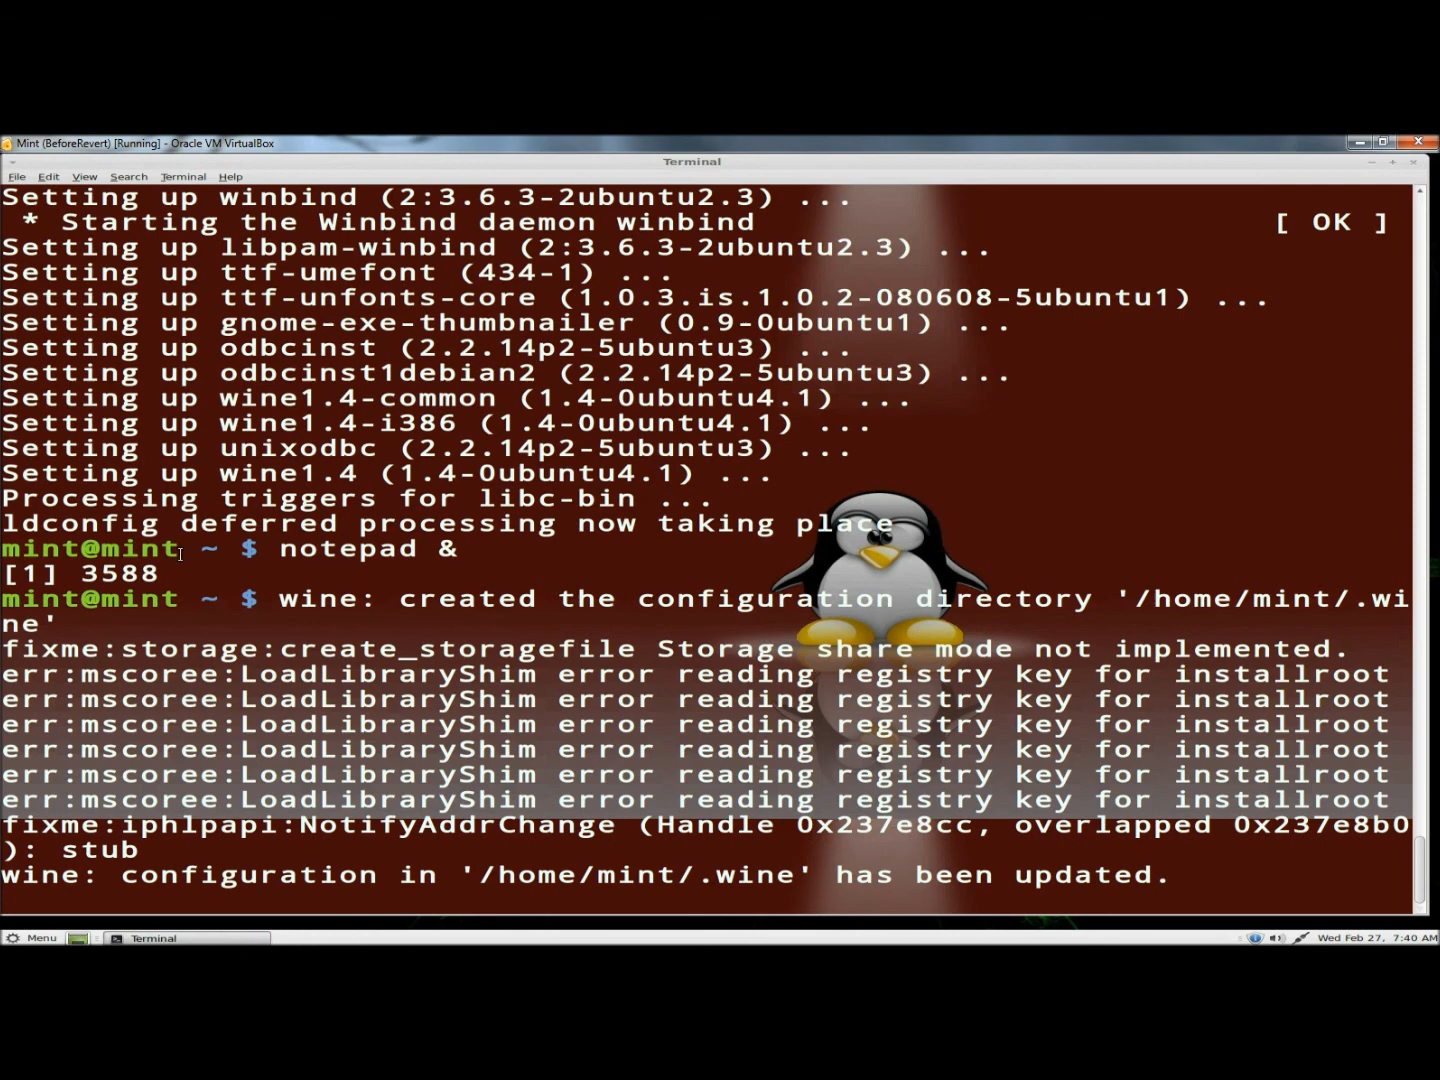 Mint (BeforeRevert) [Running] - Oracle VM VirtualBox
Terminal
File Edit View Search Terminal Help
Setting up winbind (2:3.6.3-2ubuntu2.3) ...
 * Starting the Winbind daemon winbind [ OK ]
Setting up libpam-winbind (2:3.6.3-2ubuntu2.3) ...
Setting up ttf-umefont (434-1) ...
Setting up ttf-unfonts-core (1.0.3.is.1.0.2-080608-5ubuntu1) ...
Setting up gnome-exe-thumbnailer (0.9-0ubuntu1) ...
Setting up odbcinst (2.2.14p2-5ubuntu3) ...
Setting up odbcinst1debian2 (2.2.14p2-5ubuntu3) ...
Setting up wine1.4-common (1.4-0ubuntu4.1) ...
Setting up wine1.4-i386 (1.4-0ubuntu4.1) ...
Setting up unixodbc (2.2.14p2-5ubuntu3) ...
Setting up wine1.4 (1.4-0ubuntu4.1) ...
Processing triggers for libc-bin ...
ldconfig deferred processing now taking place
mint@mint ~ $ notepad &
[1] 3588
mint@mint ~ $ wine: created the configuration directory '/home/mint/.wi
ne'
fixme:storage:create_storagefile Storage share mode not implemented.
err:mscoree:LoadLibraryShim error reading registry key for installroot
err:mscoree:LoadLibraryShim error reading registry key for installroot
err:mscoree:LoadLibraryShim error reading registry key for installroot
err:mscoree:LoadLibraryShim error reading registry key for installroot
err:mscoree:LoadLibraryShim error reading registry key for installroot
err:mscoree:LoadLibraryShim error reading registry key for installroot
fixme:iphlpapi:NotifyAddrChange (Handle 0x237e8cc, overlapped 0x237e8b0
): stub
wine: configuration in '/home/mint/.wine' has been updated.
Menu Terminal Wed Feb 27, 7:40 AM